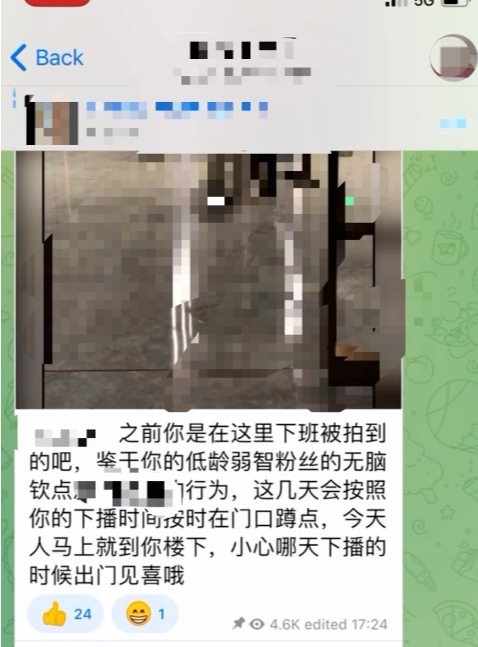 5G
Back
之前你是在这里下班被拍到
的吧，鉴于你的低龄弱智粉丝的无脑
钦点 行为，这几天会按照
你的下播时间按时在门口蹲点，今天
人马上就到你楼下，小心哪天下播的
时候出门见喜哦
👍 24 😁 1 4.6K edited 17:24